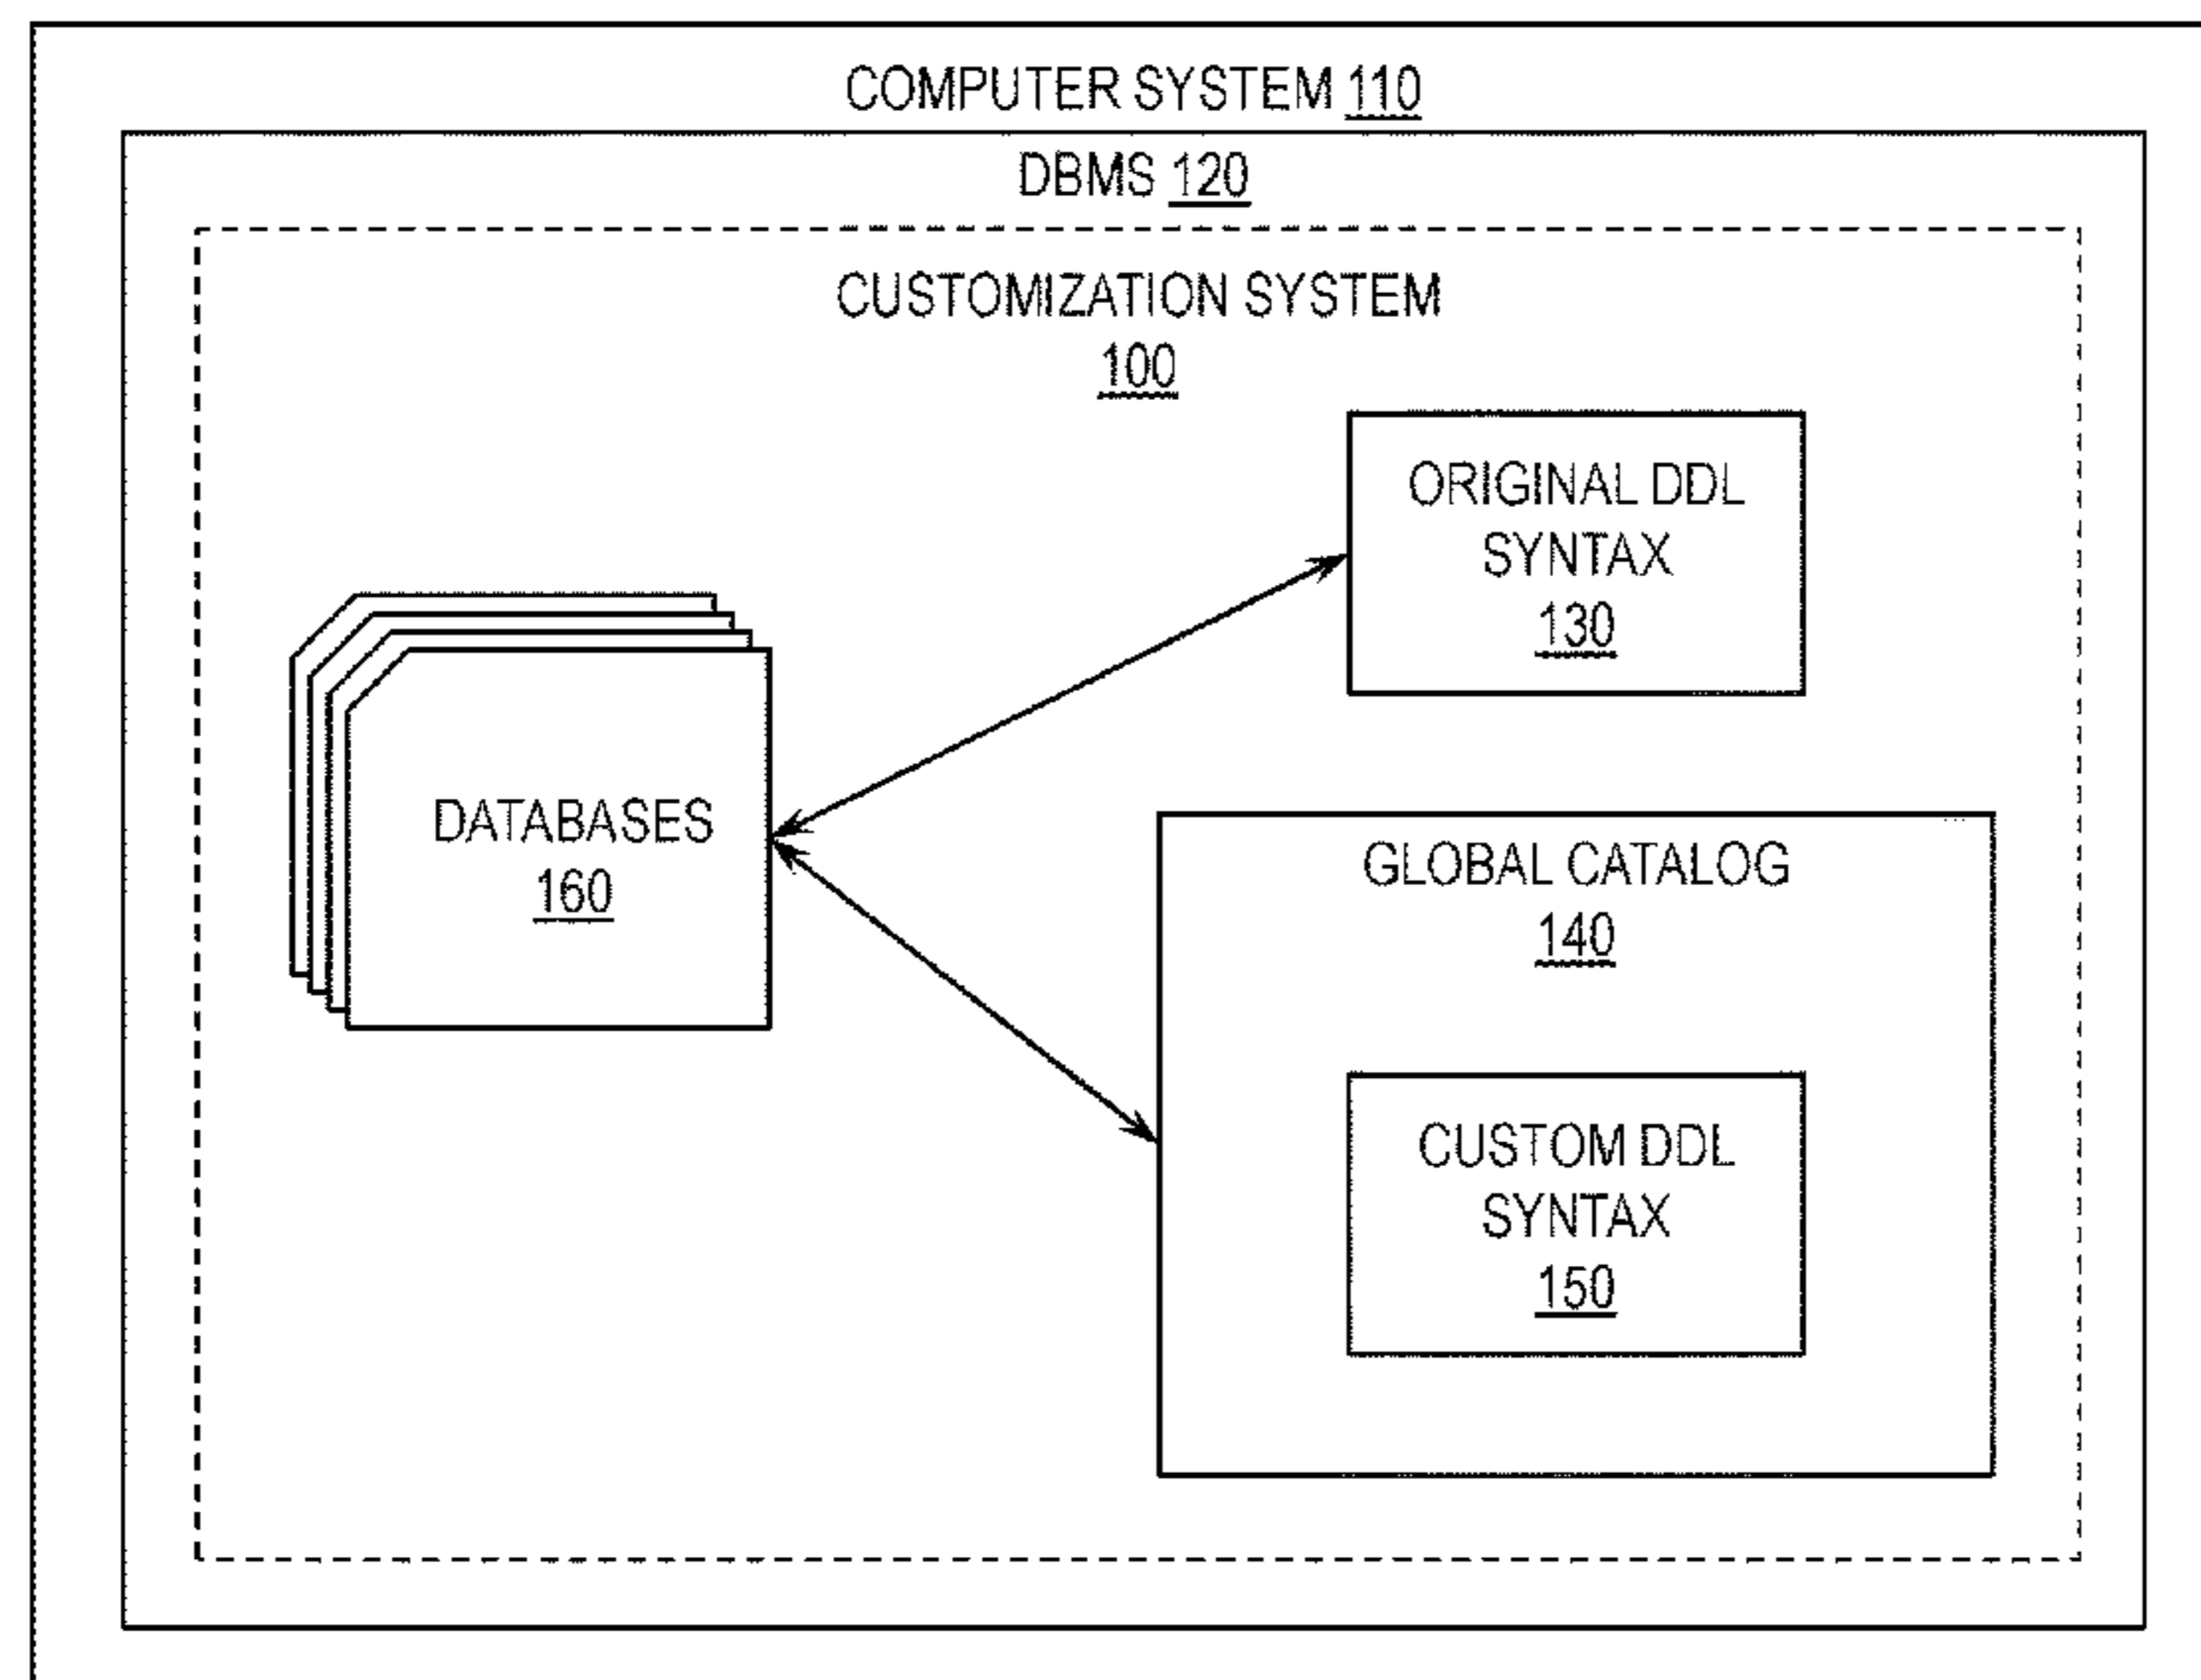 COMPUTER SYSTEM 110
DBMS 120
CUSTOMIZATION SYSTEM
100
ORIGINAL DDL
SYNTAX
130
DATABASES
160
GLOBAL CATALOG
140
CUSTOM DDL
SYNTAX
150